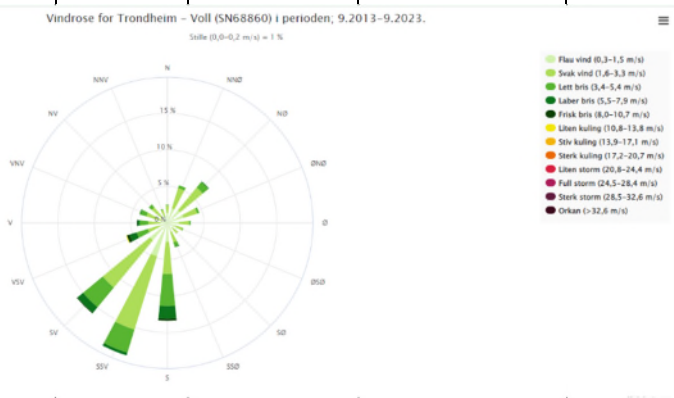 Vindrose for Trondheim – Voll (SN68860) i perioden; 9.2013–9.2023.
Stille (0,0–0,2 m/s) = 1 %
N
NNV
NNØ
NV
NØ
VNV
ØNØ
V
Ø
VSV
ØSØ
SV
SØ
SSV
SSØ
S
15 %
10 %
5 %
0 %
Flau vind (0,3–1,5 m/s)
Svak vind (1,6–3,3 m/s)
Lett bris (3,4–5,4 m/s)
Laber bris (5,5–7,9 m/s)
Frisk bris (8,0–10,7 m/s)
Liten kuling (10,8–13,8 m/s)
Stiv kuling (13,9–17,1 m/s)
Sterk kuling (17,2–20,7 m/s)
Liten storm (20,8–24,4 m/s)
Full storm (24,5–28,4 m/s)
Sterk storm (28,5–32,6 m/s)
Orkan (>32,6 m/s)